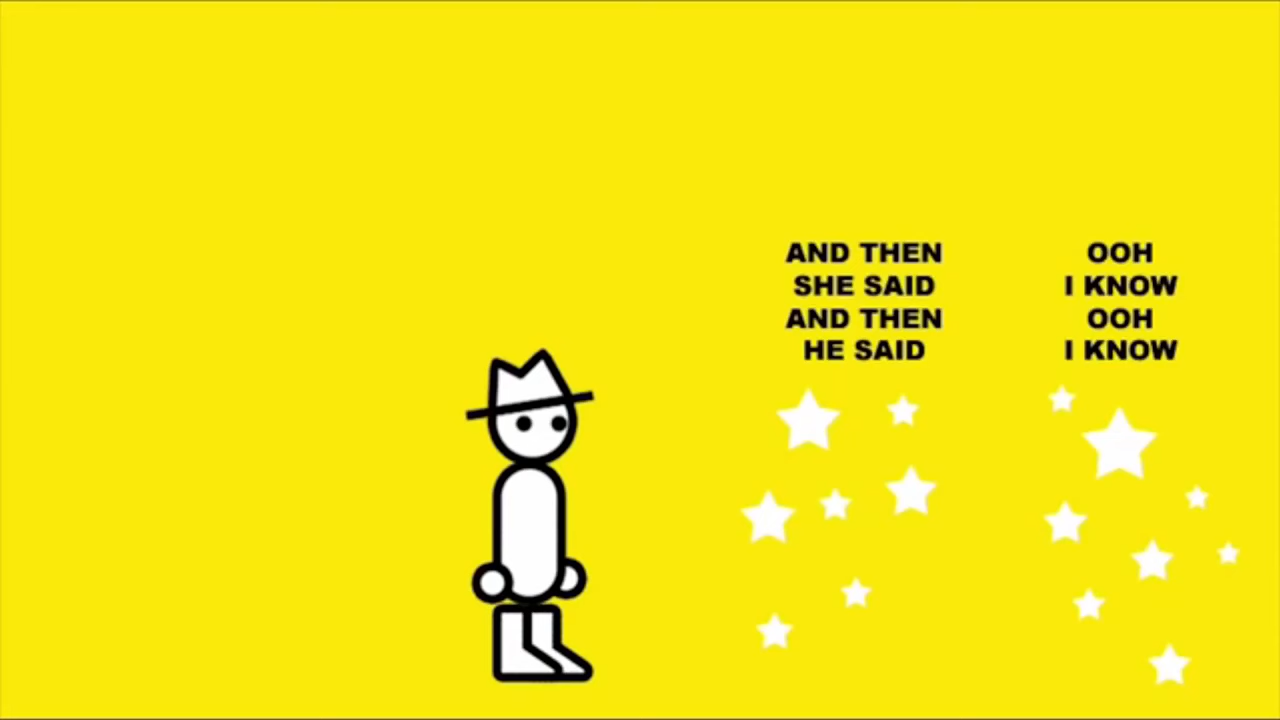 AND THEN
SHE SAID
AND THEN
HE SAID
OOH
I KNOW
OOH
I KNOW